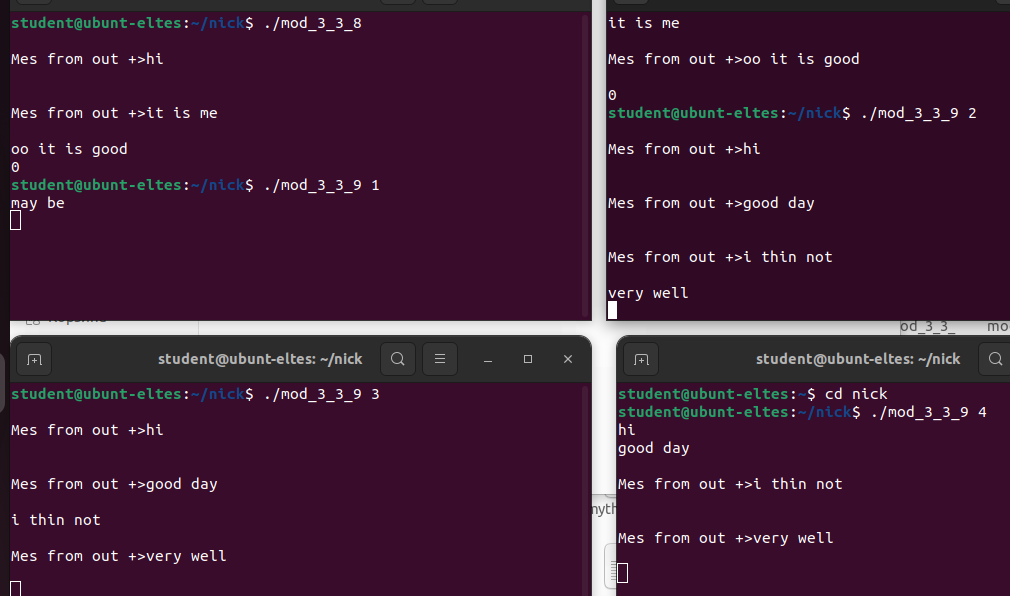 student@ubunt-eltes:~/nick$ ./mod_3_3_8
Mes from out +>hi
Mes from out +>it is me
oo it is good
0
student@ubunt-eltes:~/nick$ ./mod_3_3_9 1
may be
it is me
Mes from out +>oo it is good
0
student@ubunt-eltes:~/nick$ ./mod_3_3_9 2
Mes from out +>hi
Mes from out +>good day
Mes from out +>i thin not
very well
od_3_3_
mo
student@ubunt-eltes: ~/nick
student@ubunt-eltes:~/nick$ ./mod_3_3_9 3
Mes from out +>hi
Mes from out +>good day
i thin not
Mes from out +>very well
myth
student@ubunt-eltes: ~/nick
student@ubunt-eltes:~$ cd nick
student@ubunt-eltes:~/nick$ ./mod_3_3_9 4
hi
good day
Mes from out +>i thin not
Mes from out +>very well